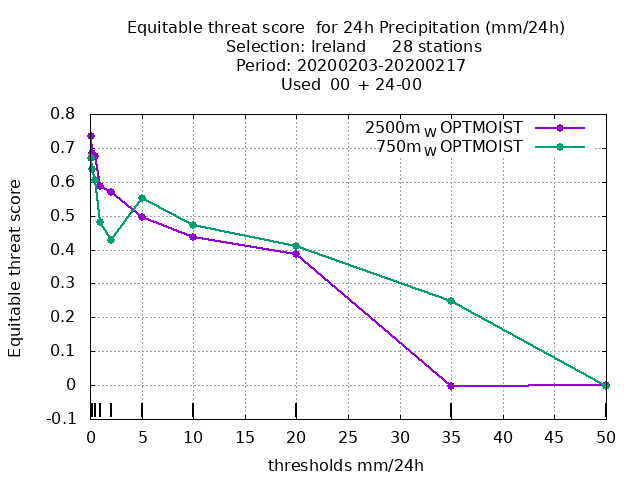 Equitable threat score  for 24h Precipitation (mm/24h)
Selection: Ireland     28 stations
Period: 20200203-20200217
Used  00 + 24-00
2500m W OPTMOIST
750m W OPTMOIST
Equitable threat score
0.8
0.7
0.6
0.5
0.4
0.3
0.2
0.1
0
-0.1
0 5 10 15 20 25 30 35 40 45 50
thresholds mm/24h